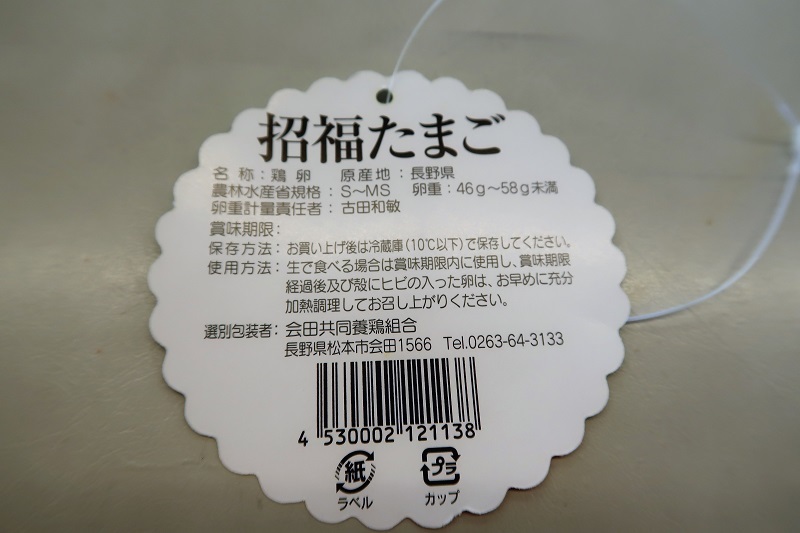 招福たまご
名 称：鶏 卵 原産地：長野県
農林水産省規格：S～MS 卵重：46g～58g未満
卵重計量責任者：古田和敏
賞味期限：
保存方法：お買い上げ後は冷蔵庫(10℃以下)で保存してください。
使用方法：生で食べる場合は賞味期限内に使用し、賞味期限
経過後及び殻にヒビの入った卵は、お早めに充分
加熱調理してお召し上がりください。
選別包装者：会田共同養鶏組合
長野県松本市会田1566 Tel.0263-64-3133
4 530002 121138
紙 プラ
ラベル カップ